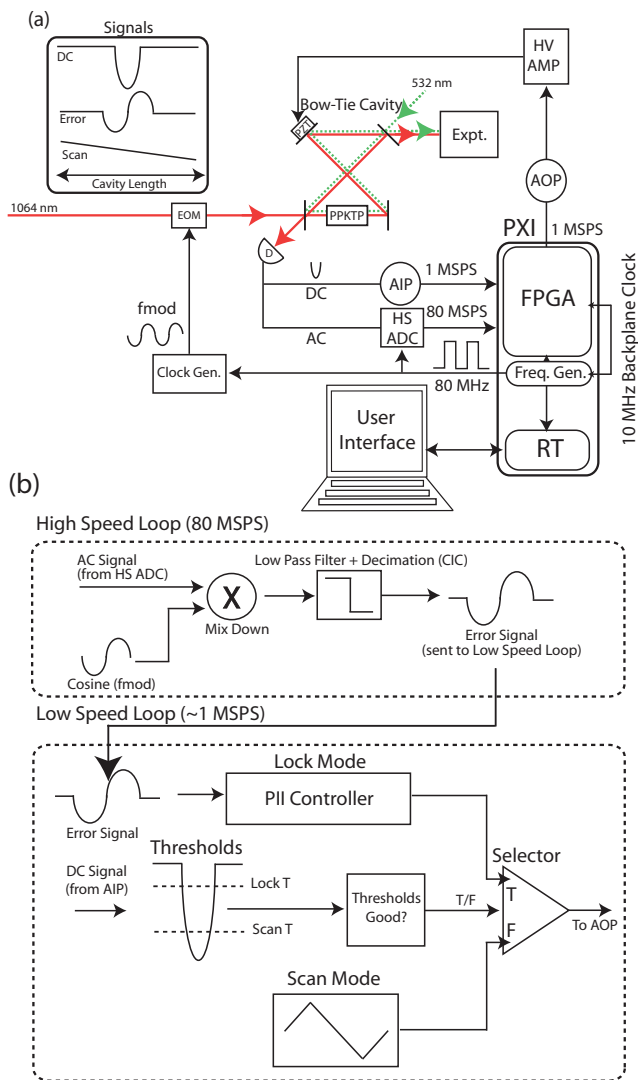 (a)
Signals
DC
Error
Scan
Cavity Length
HV
AMP
532 nm
Bow-Tie Cavity
PZT
Expt.
AOP
1064 nm
EOM
PPKTP
PXI
1 MSPS
D
DC
AIP
1 MSPS
FPGA
fmod
AC
HS
ADC
80 MSPS
10 MHz Backplane Clock
Clock Gen.
80 MHz
Freq. Gen.
User
Interface
RT
(b)
High Speed Loop (80 MSPS)
AC Signal
(from HS ADC)
Low Pass Filter + Decimation (CIC)
X
Mix Down
Cosine (fmod)
Error Signal
(sent to Low Speed Loop)
Low Speed Loop (~1 MSPS)
Lock Mode
PII Controller
Error Signal
Thresholds
Selector
DC Signal
(from AIP)
Lock T
Scan T
Thresholds
Good?
T/F
T
F
To AOP
Scan Mode